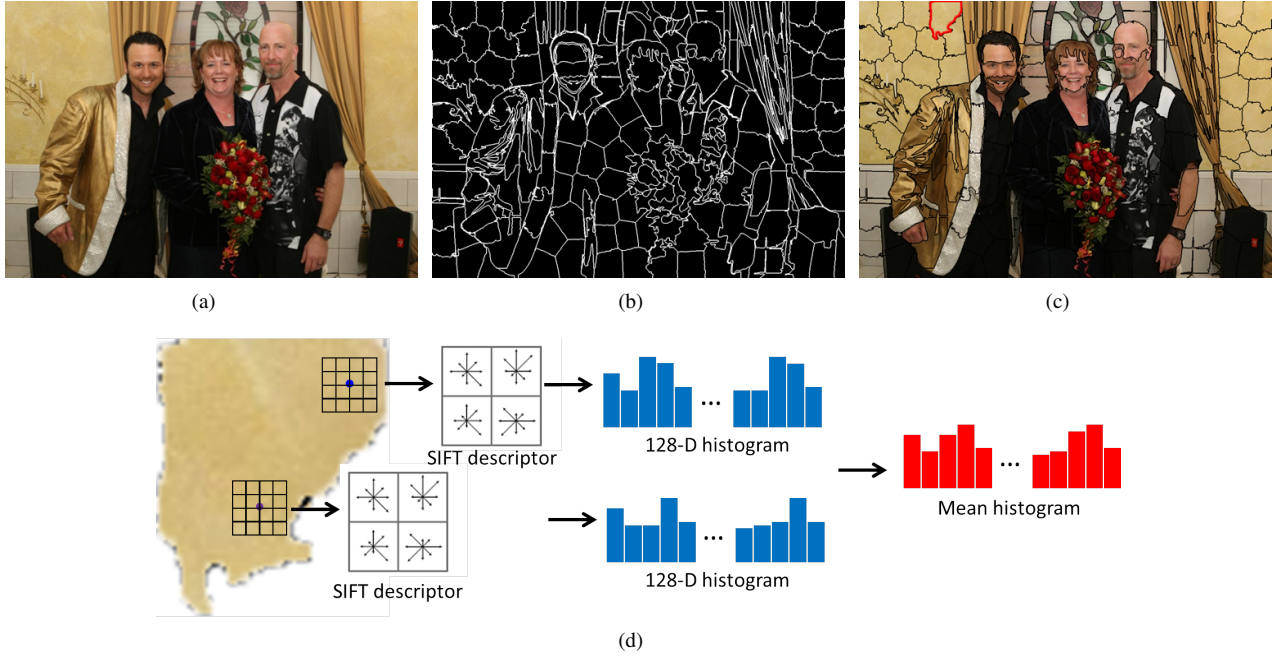 (a)
(b)
(c)
SIFT descriptor
128-D histogram
...
...
Mean histogram
SIFT descriptor
128-D histogram
(d)